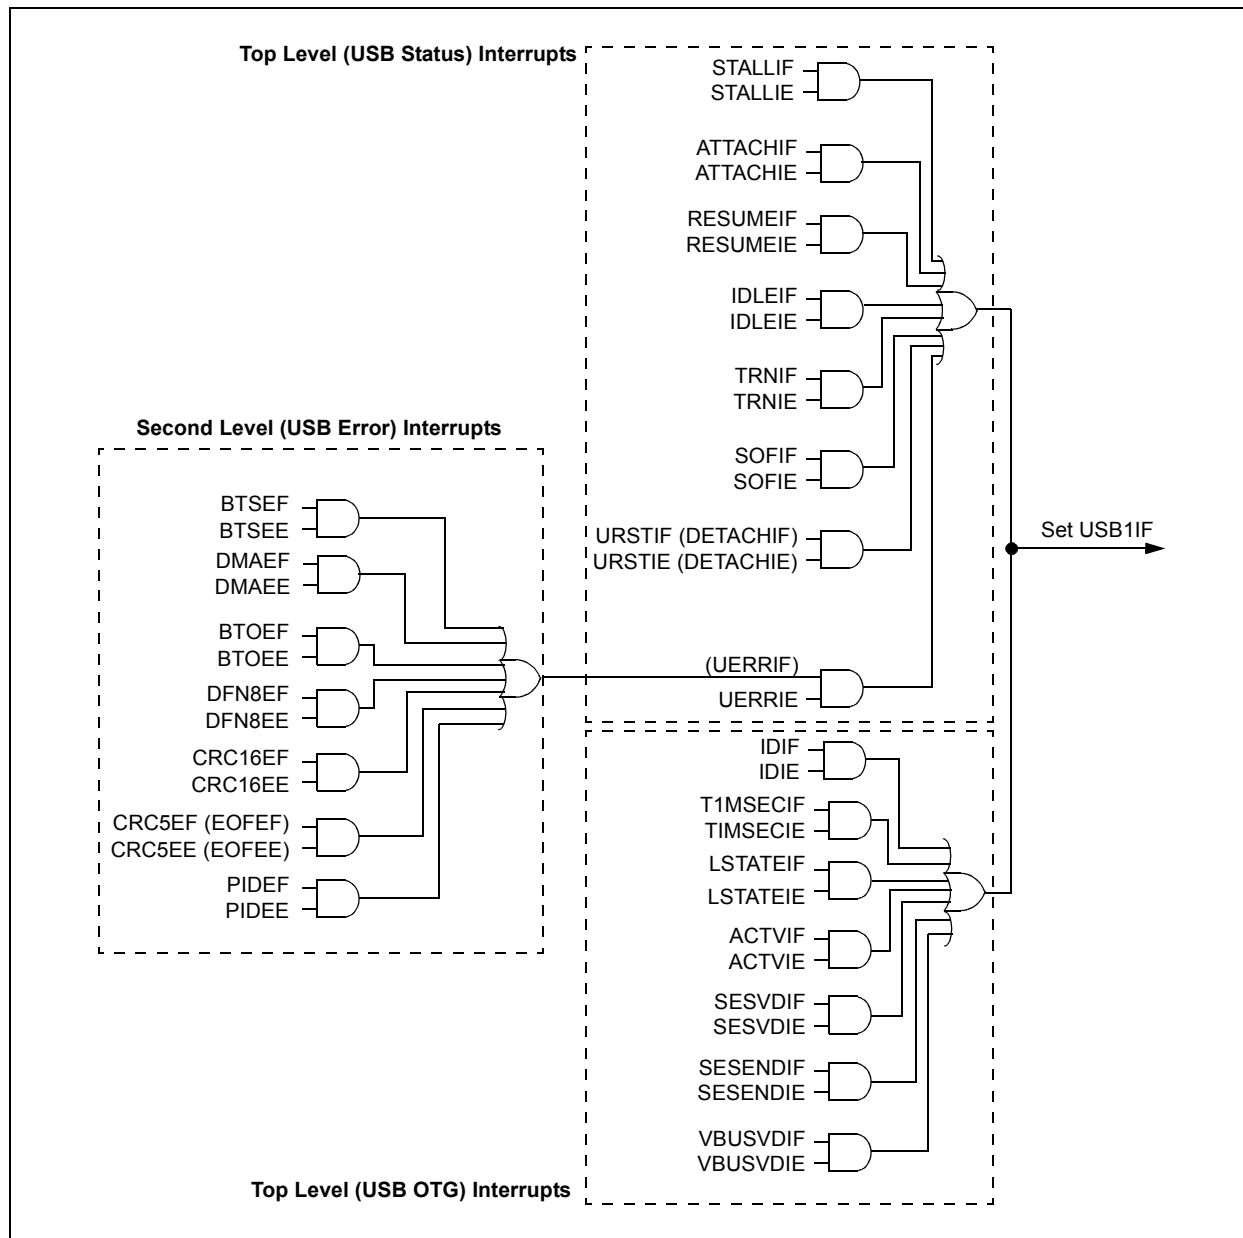 Top Level (USB Status) Interrupts
STALLIF
STALLIE
ATTACHIF
ATTACHIE
RESUMEIF
RESUMEIE
IDLEIF
IDLEIE
TRNIF
TRNIE
SOFIF
SOFIE
URSTIF (DETACHIF)
URSTIE (DETACHIE)
(UERRIF)
UERRIE
Set USB1IF
Second Level (USB Error) Interrupts
BTSEF
BTSEE
DMAEF
DMAEE
BTOEF
BTOEE
DFN8EF
DFN8EE
CRC16EF
CRC16EE
CRC5EF (EOFEF)
CRC5EE (EOFEE)
PIDEF
PIDEE
IDIF
IDIE
T1MSECIF
TIMSECIE
LSTATEIF
LSTATEIE
ACTVIF
ACTVIE
SESVDIF
SESVDIE
SESENDIF
SESENDIE
VBUSVDIF
VBUSVDIE
Top Level (USB OTG) Interrupts